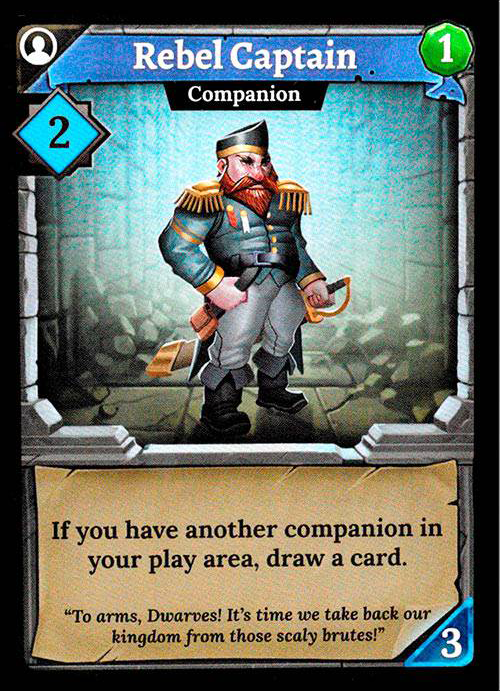 Rebel Captain
1
Companion
2
If you have another companion in
your play area, draw a card.
“To arms, Dwarves! It’s time we take back our
kingdom from those scaly brutes!”
3